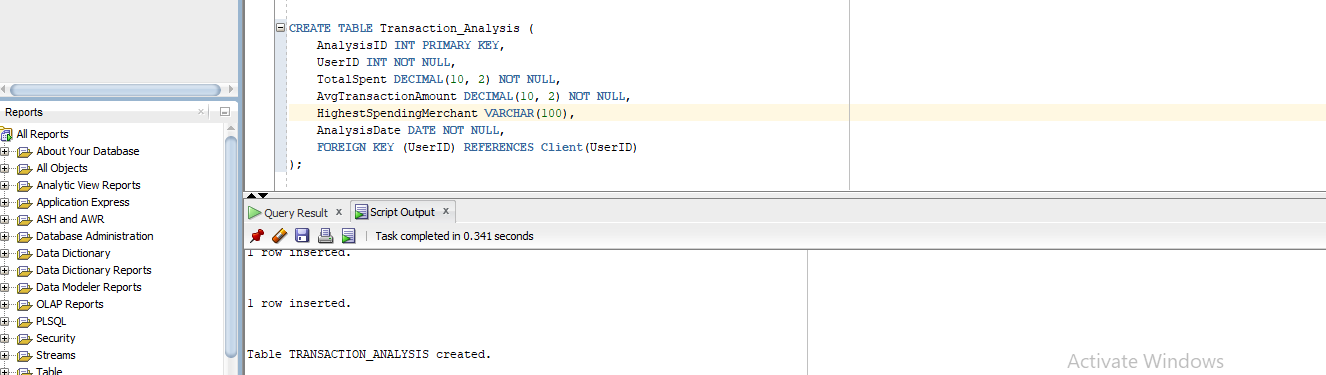 CREATE TABLE Transaction_Analysis (
AnalysisID INT PRIMARY KEY,
UserID INT NOT NULL,
TotalSpent DECIMAL(10, 2) NOT NULL,
AvgTransactionAmount DECIMAL(10, 2) NOT NULL,
HighestSpendingMerchant VARCHAR(100),
AnalysisDate DATE NOT NULL,
FOREIGN KEY (UserID) REFERENCES Client(UserID)
);
Reports
All Reports
About Your Database
All Objects
Analytic View Reports
Application Express
ASH and AWR
Database Administration
Data Dictionary
Data Dictionary Reports
Data Modeler Reports
OLAP Reports
PLSQL
Security
Streams
Table
Query Result x Script Output x
Task completed in 0.341 seconds
1 row inserted.
1 row inserted.
Table TRANSACTION_ANALYSIS created.
Activate Windows